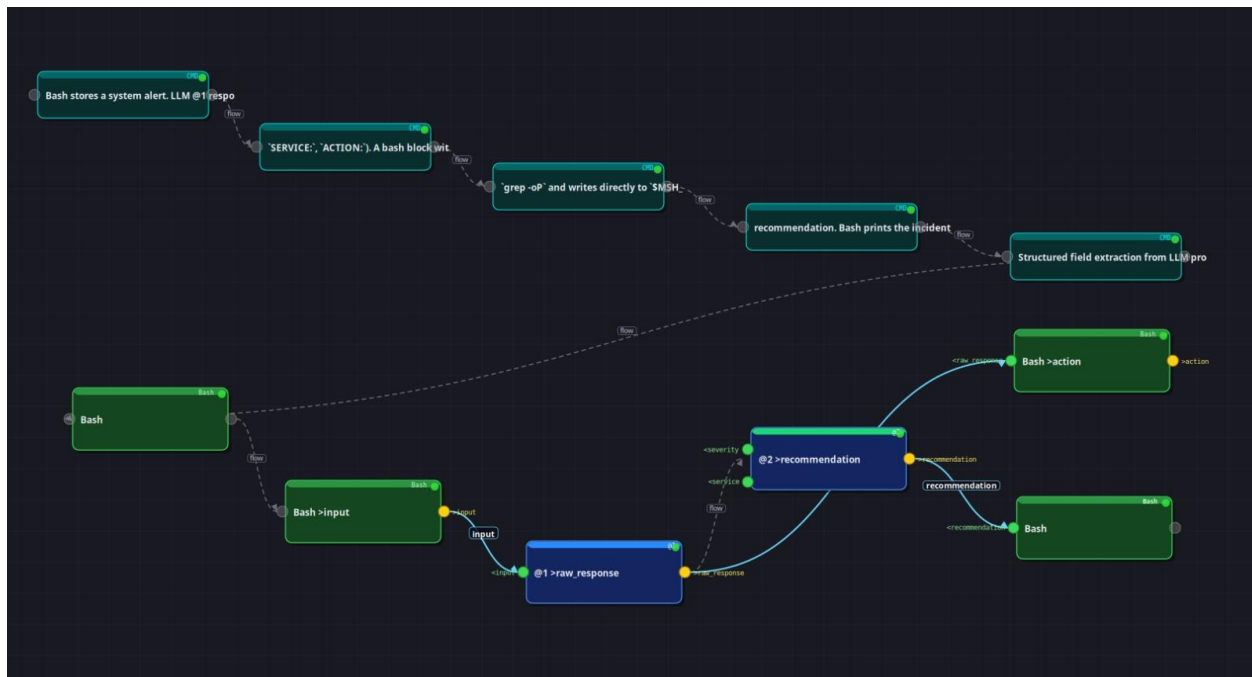 CMD
Bash stores a system alert. LLM @1 respo
flow
CMD
`SERVICE:`, `ACTION:`). A bash block wit
flow
CMD
`grep -oP` and writes directly to `$MSH_
flow
CMD
recommendation. Bash prints the incident
flow
CMD
Structured field extraction from LLM pro
flow
Bash
<raw_response
Bash >action
>action
Bash
Bash
flow
<severity
@2 >recommendation
>recommendation
<service
recommendation
flow
Bash
<recommendation
Bash
Bash
Bash >input
>input
input
<input
@1 >raw_response
>raw_response